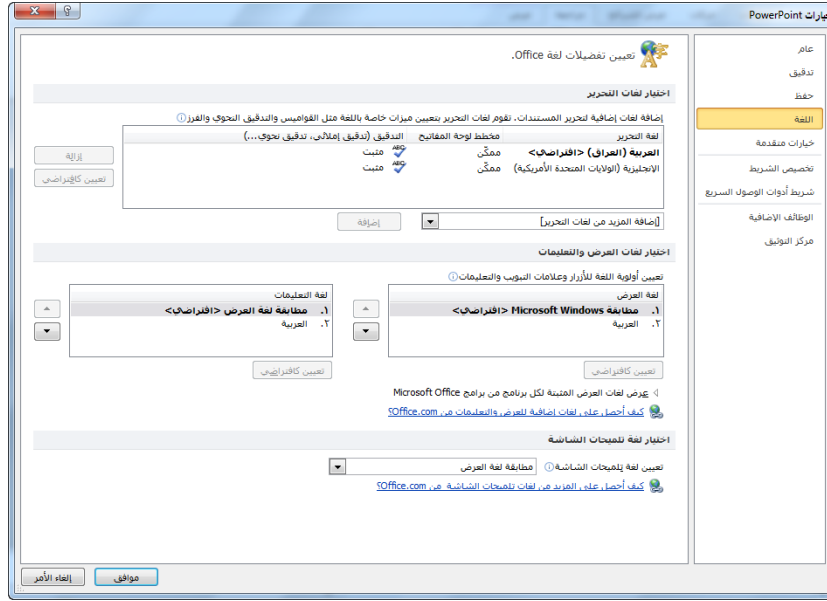 خيارات PowerPoint
عام
تدقيق
حفظ
اللغة
خيارات متقدمة
تخصيص الشريط
شريط أدوات الوصول السريع
الوظائف الإضافية
مركز التوثيق
تعيين تفضيلات لغة Office.
اختيار لغات التحرير
إضافة لغات إضافية لتحرير المستندات. تقوم لغات التحرير بتعيين ميزات خاصة باللغة مثل القواميس والتدقيق النحوي والفرز
لغة التحرير مخطط لوحة المفاتيح التدقيق (تدقيق إملائي، تدقيق نحوي...)
العربية (العراق) <افتراضي> ممكّن مثبت
الإنجليزية (الولايات المتحدة الأمريكية) ممكّن مثبت
إزالة
تعيين كافتراضي
[إضافة المزيد من لغات التحرير] إضافة
اختيار لغات العرض والتعليمات
تعيين أولوية اللغة للأزرار وعلامات التبويب والتعليمات
لغة العرض
١. مطابقة Microsoft Windows <افتراضي>
٢. العربية
تعيين كافتراضي
لغة التعليمات
١. مطابقة لغة العرض <افتراضي>
٢. العربية
تعيين كافتراضي
عرض لغات العرض المثبتة لكل برنامج من برامج Microsoft Office
كيف أحصل على لغات إضافية للعرض والتعليمات من Office.com؟
اختيار لغة تلميحات الشاشة
تعيين لغة تلميحات الشاشة مطابقة لغة العرض
كيف أحصل على المزيد من لغات تلميحات الشاشة من Office.com؟
موافق إلغاء الأمر